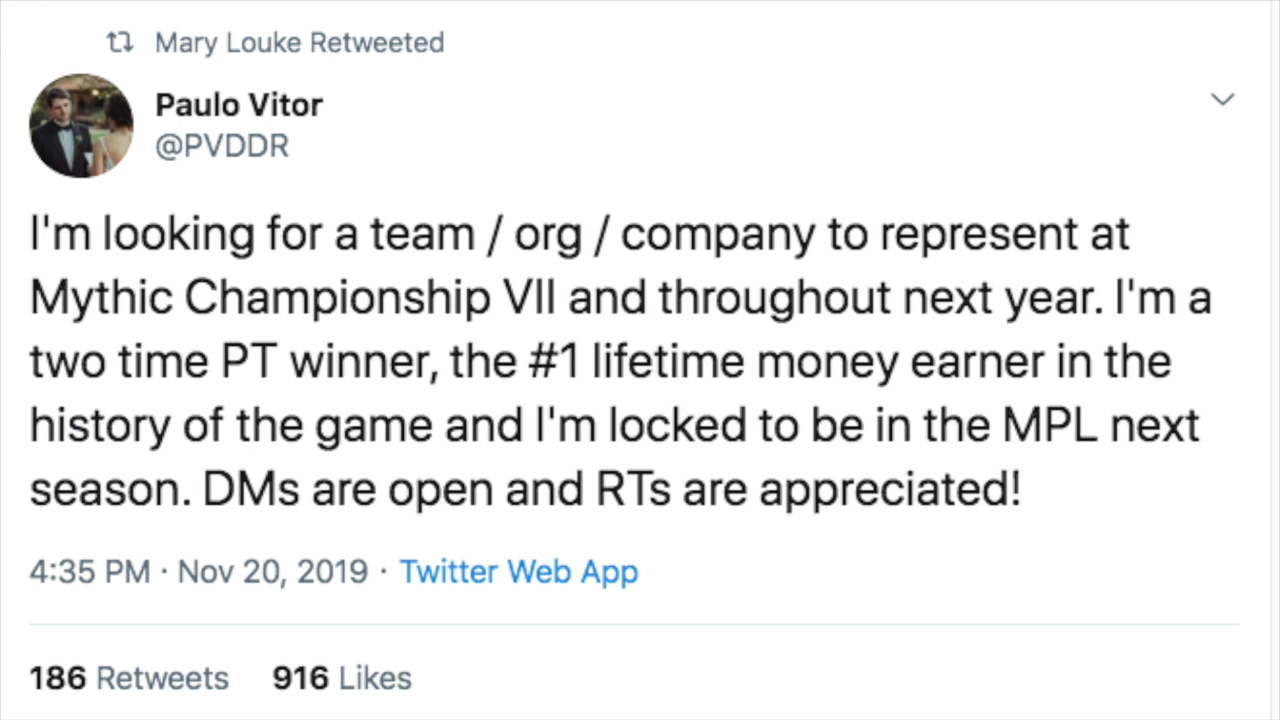 Mary Louke Retweeted
Paulo Vitor
@PVDDR
I'm looking for a team / org / company to represent at
Mythic Championship VII and throughout next year. I'm a
two time PT winner, the #1 lifetime money earner in the
history of the game and I'm locked to be in the MPL next
season. DMs are open and RTs are appreciated!
4:35 PM · Nov 20, 2019 · Twitter Web App
186 Retweets 916 Likes